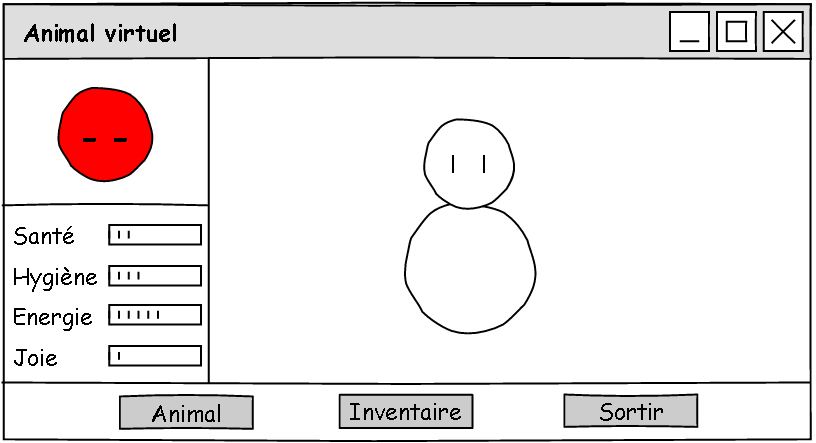 Animal virtuel
Santé
Hygiène
Energie
Joie
Animal
Inventaire
Sortir